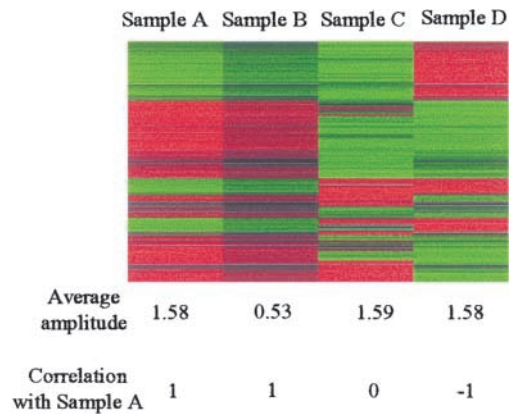 Sample A Sample B Sample C Sample D
Average amplitude 1.58 0.53 1.59 1.58
Correlation with Sample A 1 1 0 -1